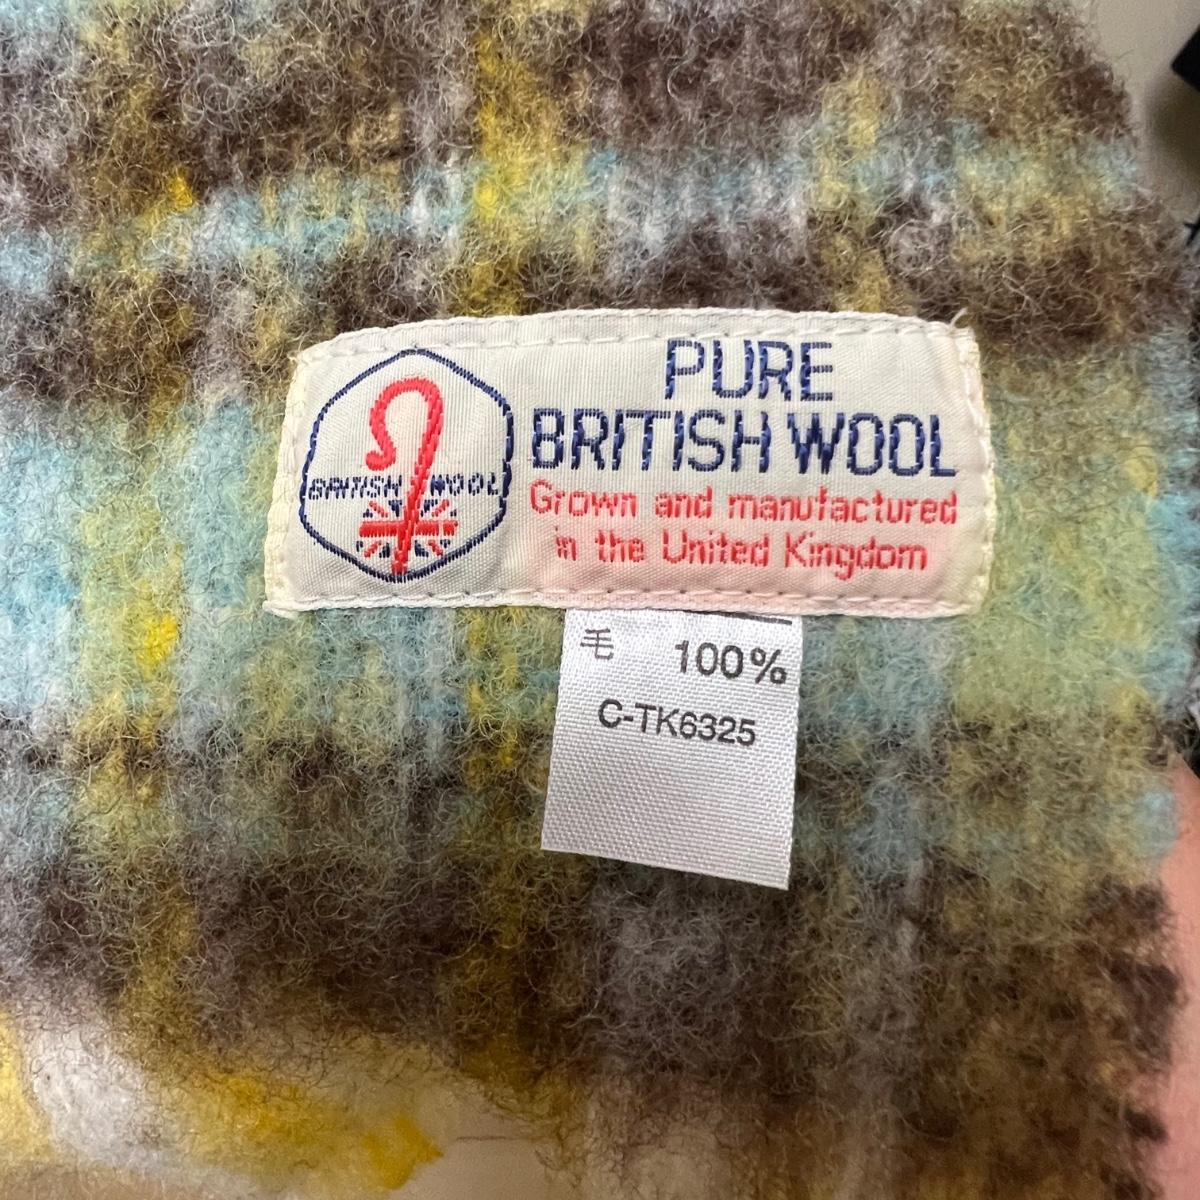 BRITISH WOOL
PURE
BRITISH WOOL
Grown and manufactured
in the United Kingdom
毛 100%
C-TK6325